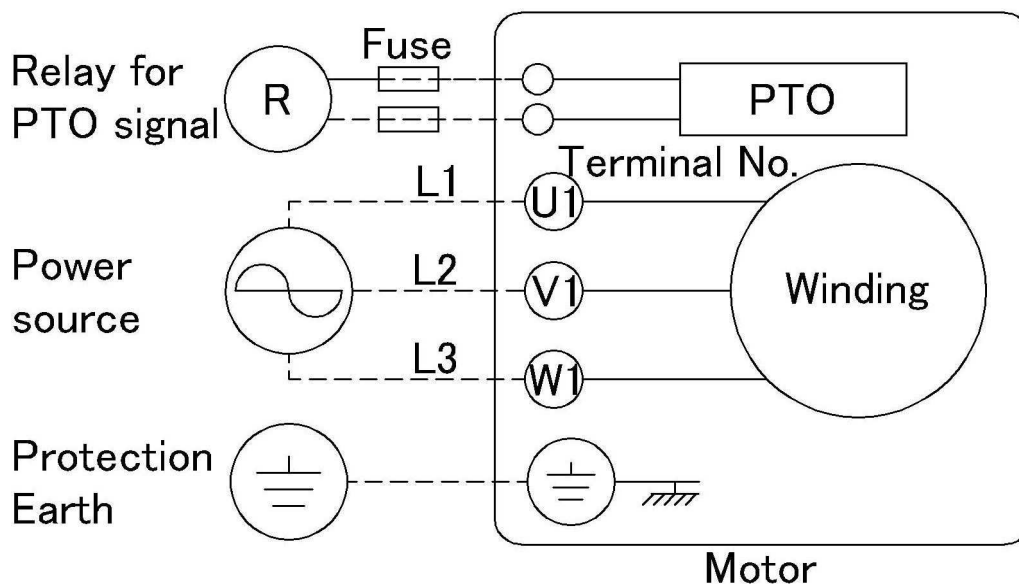 Fuse
Relay for
PTO signal
R
PTO
Terminal No.
L1
U1
Power
source
L2
V1
Winding
L3
W1
Protection
Earth
Motor